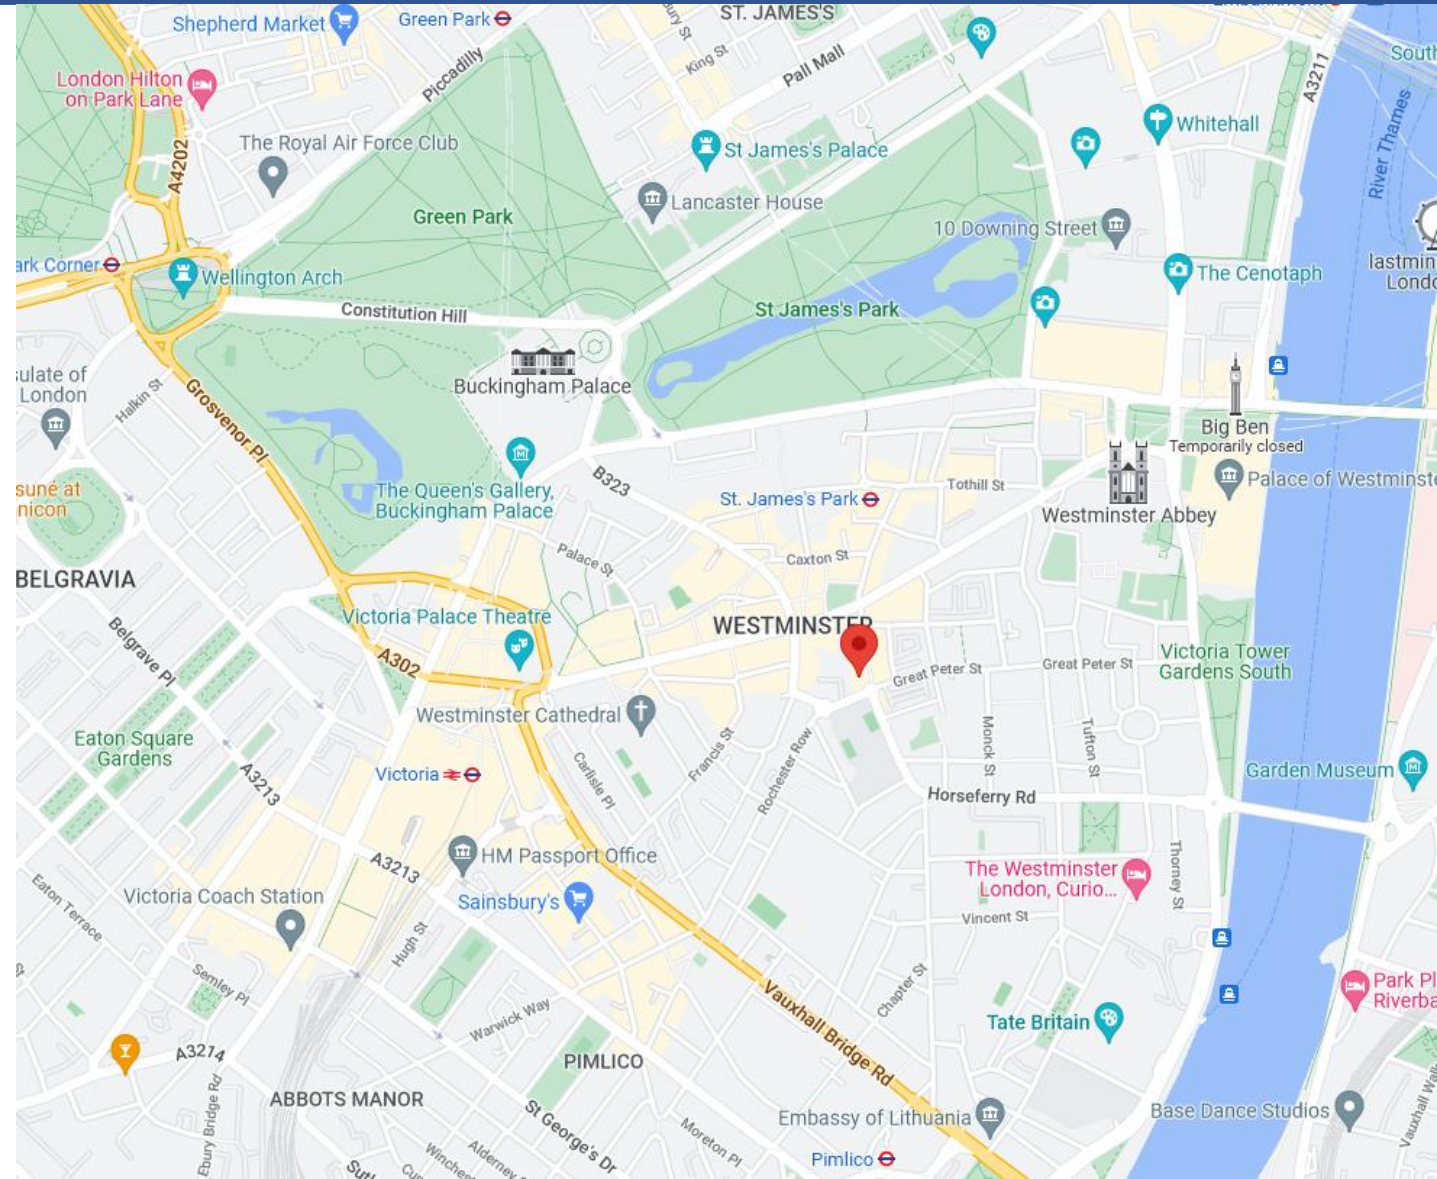 ST. JAMES'S
Shepherd Market
Green Park
King St
Pall Mall
Piccadilly
South
A3211
London Hilton
on Park Lane
River Thames
Whitehall
The Royal Air Force Club
A4202
St James's Palace
Lancaster House
Green Park
10 Downing Street
ark Corner
Wellington Arch
The Cenotaph
lastmin
Londo
Constitution Hill
St James's Park
sulate of
London
Halkin St
Buckingham Palace
Grosvenor Pl
Big Ben
Temporarily closed
Palace of Westminste
suné at
nicon
The Queen's Gallery,
Buckingham Palace
B323
St. James's Park
Tothill St
Westminster Abbey
Palace St
Caxton St
BELGRAVIA
Victoria Palace Theatre
WESTMINSTER
Belgrave Pl
A302
Great Peter St
Great Peter St
Victoria Tower
Gardens South
Westminster Cathedral
Eaton Square
Gardens
Francis St
Rochester Row
Monck St
Tufton St
Victoria
Carlisle Pl
A3213
Garden Museum
Horseferry Rd
A3213
HM Passport Office
The Westminster
London, Curio...
Thorney St
Eaton Terrace
Victoria Coach Station
Sainsbury's
Vincent St
Hugh St
Semley Pl
Chapter St
Park Pl
Riverba
Vauxhall Bridge Rd
Warwick Way
Tate Britain
A3214
PIMLICO
Ebury Bridge Rd
ABBOTS MANOR
St George's Dr
Embassy of Lithuania
Base Dance Studios
Vauxhall Walk
Moreton Pl
Alderney
Winches
Pimlico